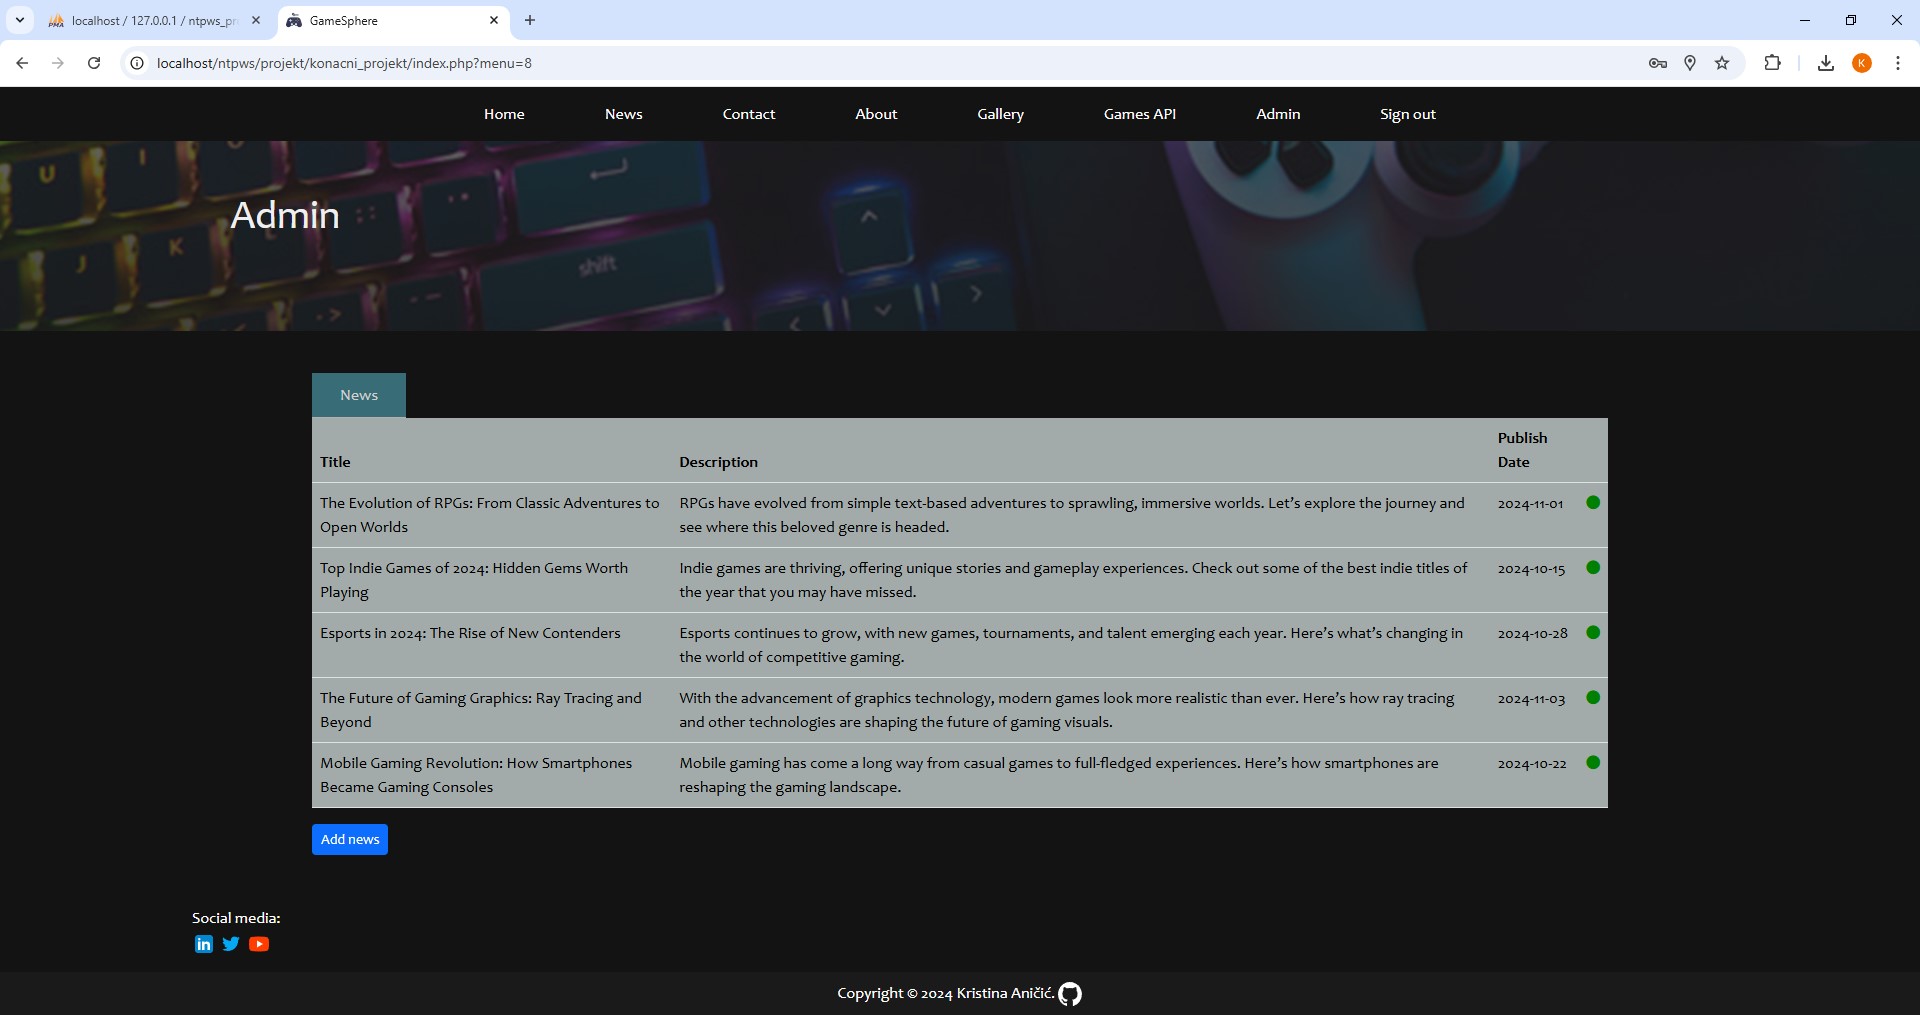 localhost / 127.0.0.1 / ntpws_pr
GameSphere
localhost/ntpws/projekt/konacni_projekt/index.php?menu=8
K
Home News Contact About Gallery Games API Admin Sign out
U I O
Admin
J K shift
News
Title Description Publish Date
The Evolution of RPGs: From Classic Adventures to
Open Worlds
RPGs have evolved from simple text-based adventures to sprawling, immersive worlds. Let’s explore the journey and
see where this beloved genre is headed.
2024-11-01
Top Indie Games of 2024: Hidden Gems Worth
Playing
Indie games are thriving, offering unique stories and gameplay experiences. Check out some of the best indie titles of
the year that you may have missed.
2024-10-15
Esports in 2024: The Rise of New Contenders
Esports continues to grow, with new games, tournaments, and talent emerging each year. Here’s what’s changing in
the world of competitive gaming.
2024-10-28
The Future of Gaming Graphics: Ray Tracing and
Beyond
With the advancement of graphics technology, modern games look more realistic than ever. Here’s how ray tracing
and other technologies are shaping the future of gaming visuals.
2024-11-03
Mobile Gaming Revolution: How Smartphones
Became Gaming Consoles
Mobile gaming has come a long way from casual games to full-fledged experiences. Here’s how smartphones are
reshaping the gaming landscape.
2024-10-22
Add news
Social media:
in
Copyright © 2024 Kristina Aničić.